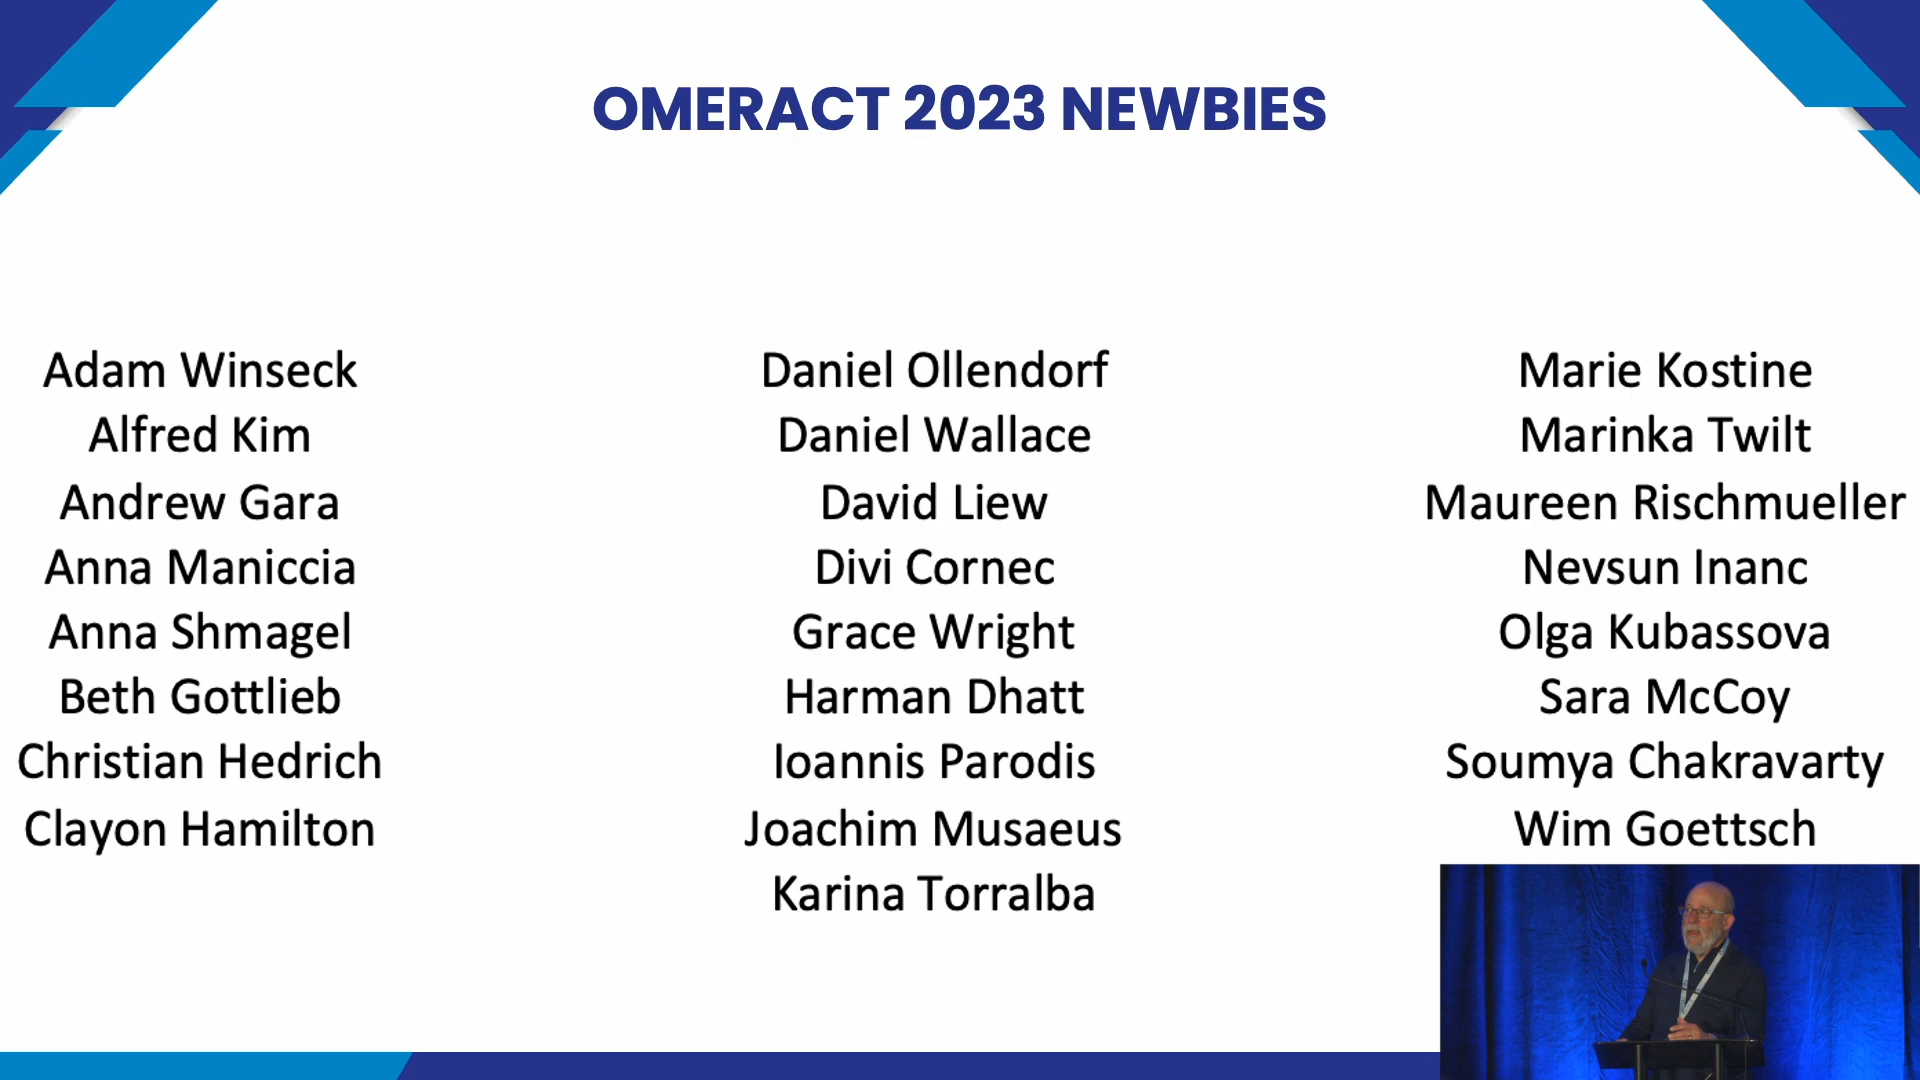 OMERACT 2023 NEWBIES
Adam Winseck
Alfred Kim
Andrew Gara
Anna Maniccia
Anna Shmagel
Beth Gottlieb
Christian Hedrich
Clayon Hamilton
Daniel Ollendorf
Daniel Wallace
David Liew
Divi Cornec
Grace Wright
Harman Dhatt
Ioannis Parodis
Joachim Musaeus
Karina Torralba
Marie Kostine
Marinka Twilt
Maureen Rischmueller
Nevsun Inanc
Olga Kubassova
Sara McCoy
Soumya Chakravarty
Wim Goettsch